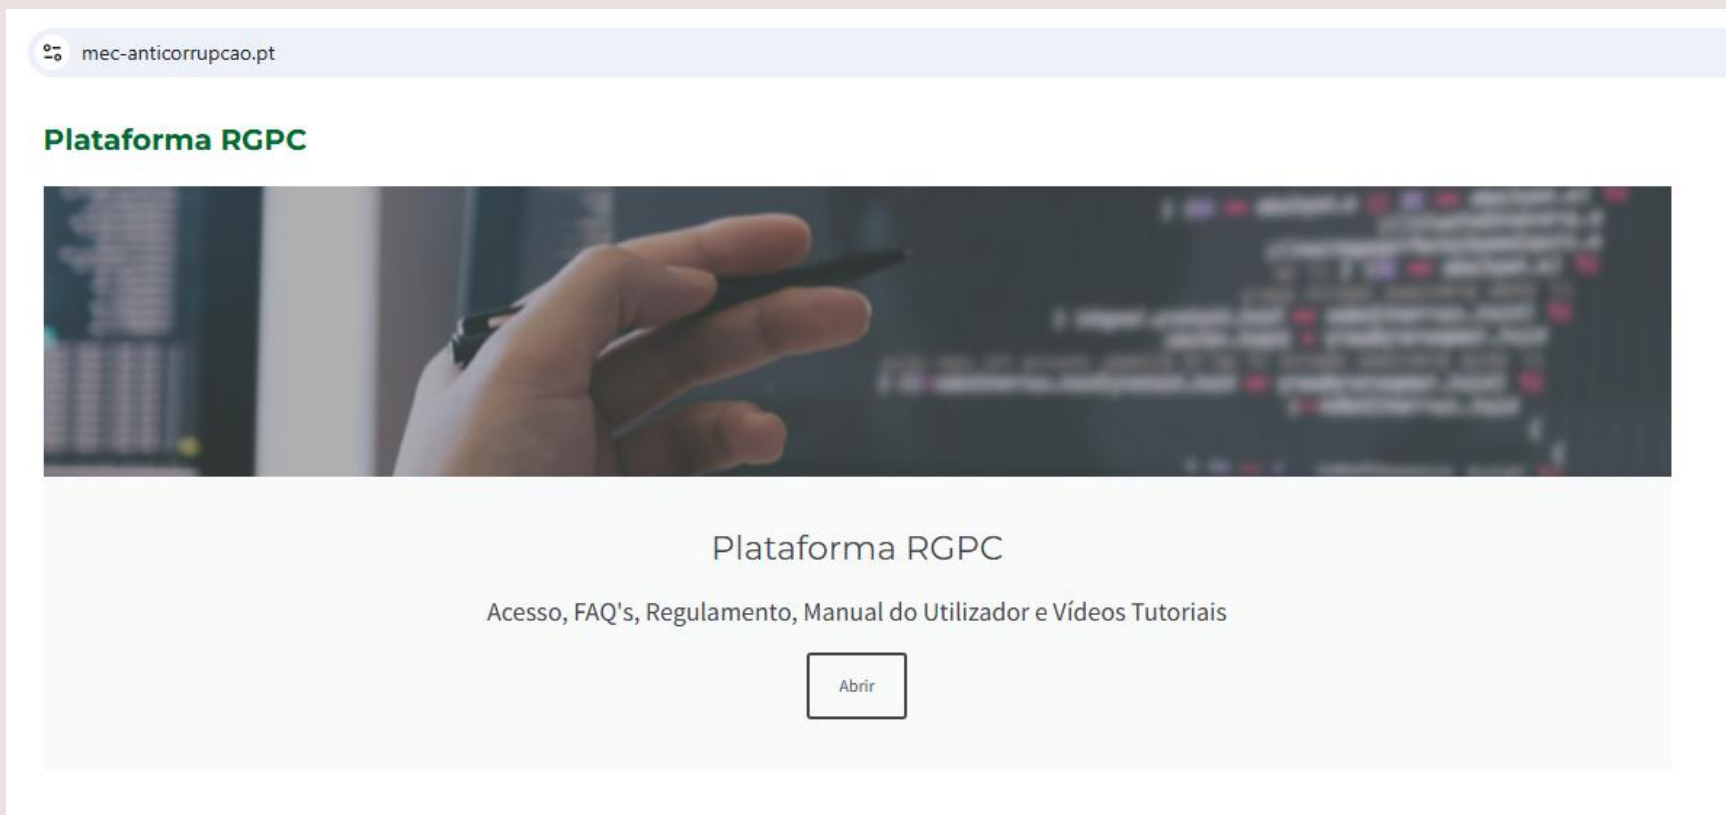 mec-anticorrupcao.pt
Plataforma RGPC
Plataforma RGPC
Acesso, FAQ's, Regulamento, Manual do Utilizador e Vídeos Tutoriais
Abrir